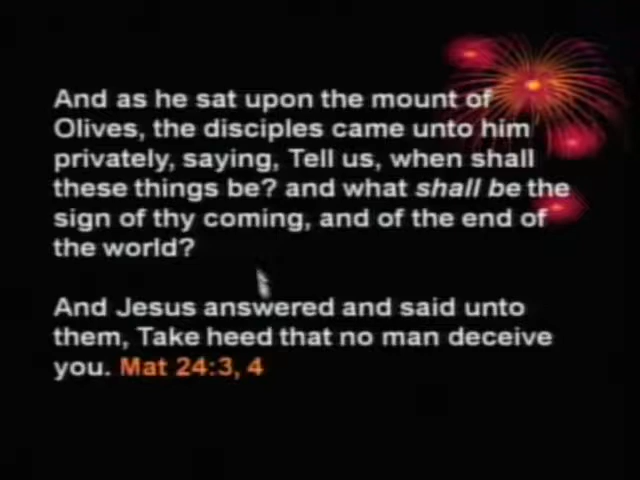 And as he sat upon the mount of
Olives, the disciples came unto him
privately, saying, Tell us, when shall
these things be? and what shall be the
sign of thy coming, and of the end of
the world?
And Jesus answered and said unto
them, Take heed that no man deceive
you. Mat 24:3, 4